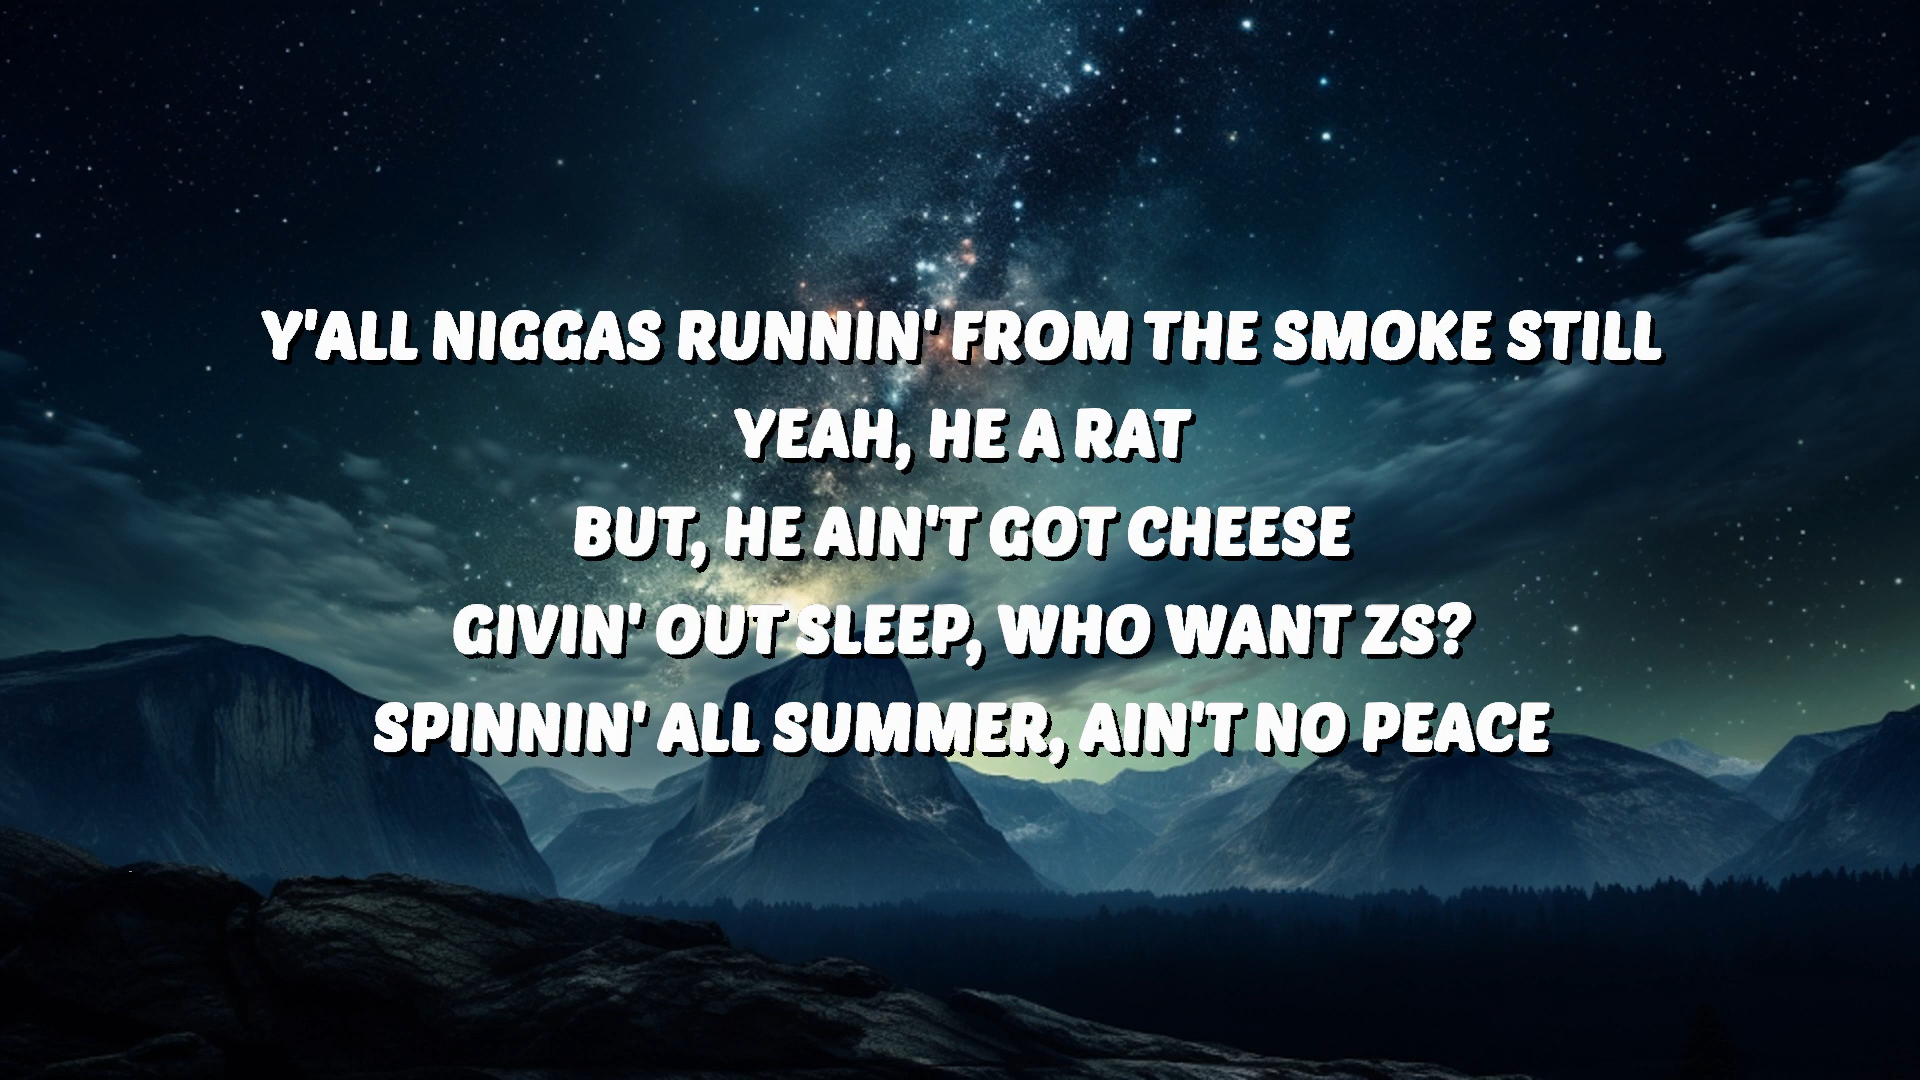 Y'ALL NIGGAS RUNNIN' FROM THE SMOKE STILL
YEAH, HE A RAT
BUT, HE AIN'T GOT CHEESE
GIVIN' OUT SLEEP, WHO WANT ZS?
SPINNIN' ALL SUMMER, AIN'T NO PEACE